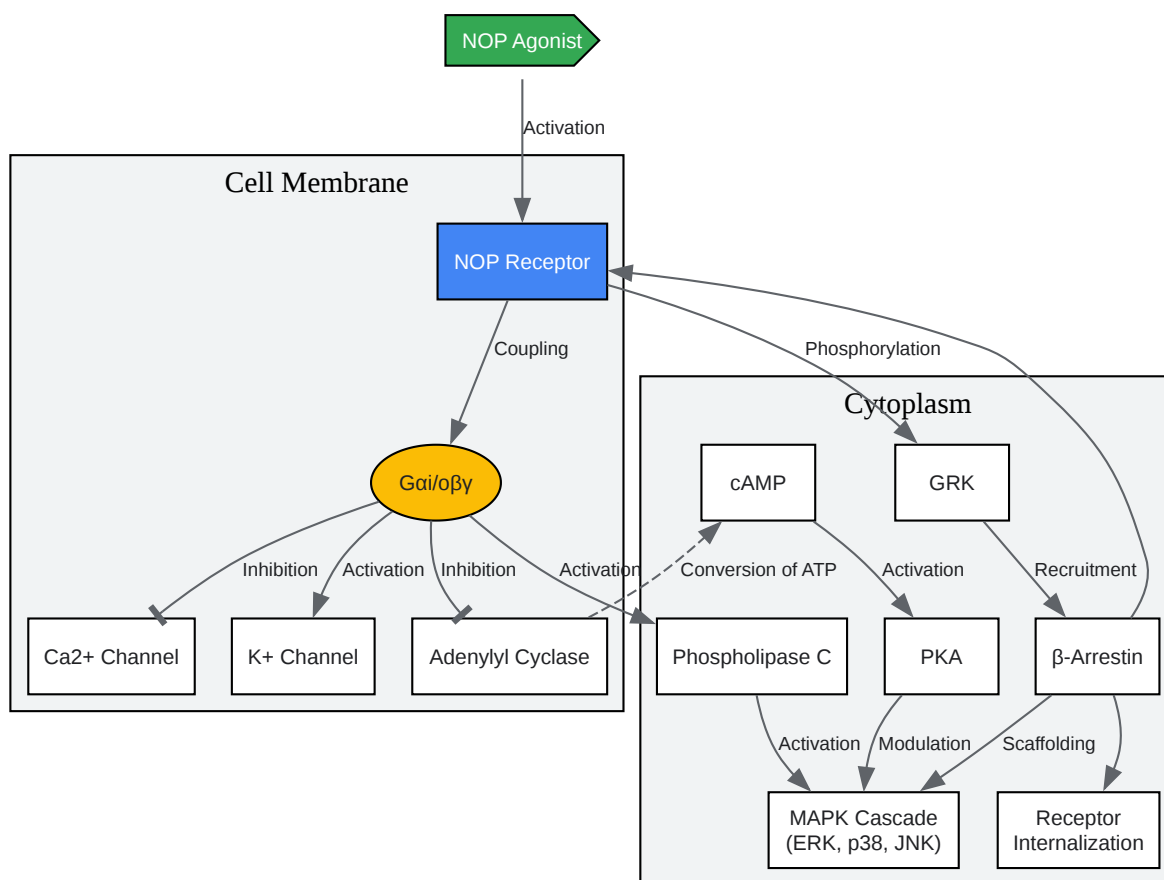 NOP Agonist
Activation
Cell Membrane
NOP Receptor
Coupling
Phosphorylation
Cytoplasm
Gαi/oβγ
cAMP
GRK
Inhibition
Activation
Inhibition
Activation
Conversion of ATP
Activation
Recruitment
Ca2+ Channel
K+ Channel
Adenylyl Cyclase
Phospholipase C
PKA
β-Arrestin
Activation
Modulation
Scaffolding
MAPK Cascade
(ERK, p38, JNK)
Receptor
Internalization